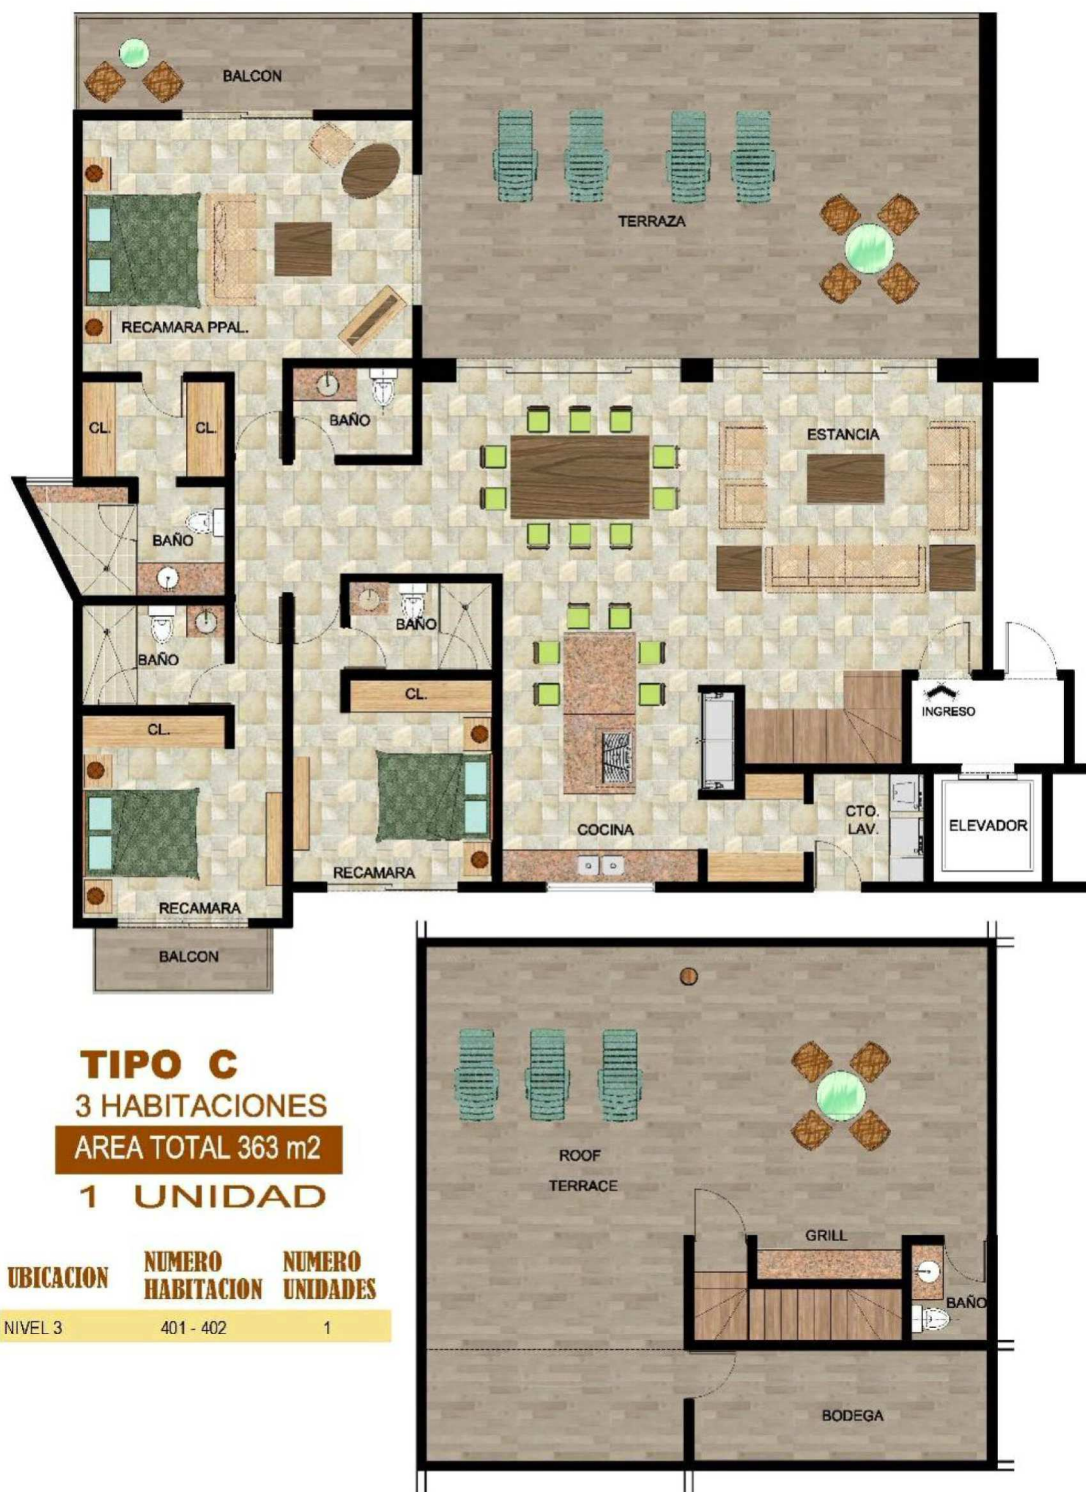 BALCON
TERRAZA
RECAMARA PPAL.
CL.
CL.
BAÑO
ESTANCIA
BAÑO
BAÑO
BAÑO
CL.
CL.
INGRESO
COCINA
CTO.
LAV.
ELEVADOR
RECAMARA
RECAMARA
BALCON
TIPO C
3 HABITACIONES
AREA TOTAL 363 m2
1 UNIDAD
UBICACION NUMERO HABITACION NUMERO UNIDADES
NIVEL 3 401 - 402 1
ROOF
TERRACE
GRILL
BAÑO
BODEGA